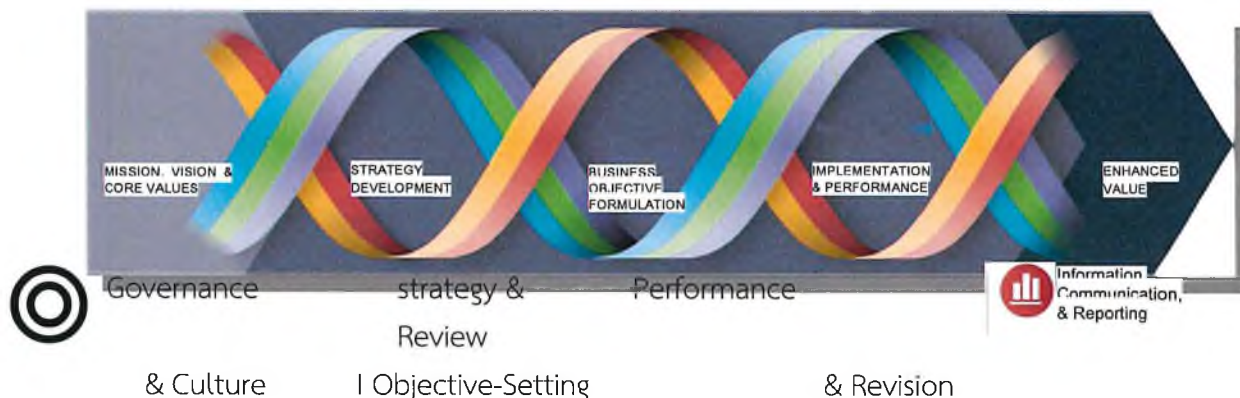 MISSION. VISION &
CORE VALUES
STRATEGY
DEVELOPMENT
BUSINESS
OBJECTIVE
FORMULATION
IMPLEMENTATION
& PERFORMANCE
ENHANCED
VALUE
Governance strategy & Performance
Review
& Culture I Objective-Setting & Revision
Information
Communication,
& Reporting